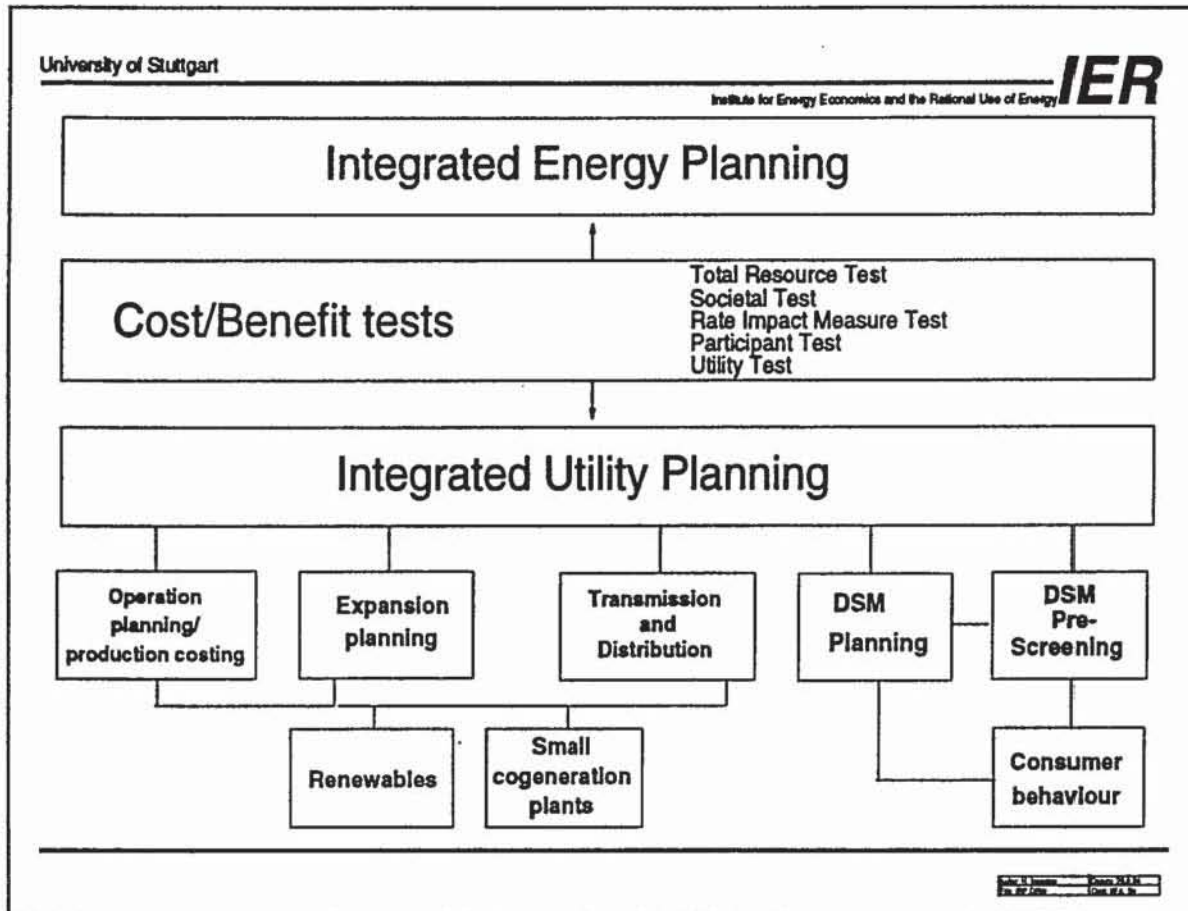 University of Stuttgart
IER
Institute for Energy Economics and the Rational Use of Energy
Integrated Energy Planning
Cost/Benefit tests
Total Resource Test
Societal Test
Rate Impact Measure Test
Participant Test
Utility Test
Integrated Utility Planning
Operation
planning/
production costing
Expansion
planning
Transmission
and
Distribution
DSM
Planning
DSM
Pre-
Screening
Renewables
Small
cogeneration
plants
Consumer
behaviour